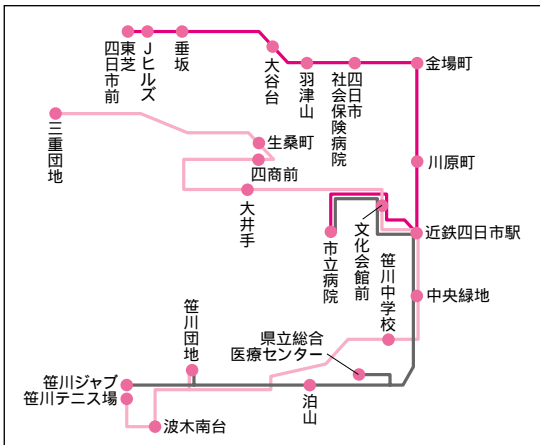 東芝
四日市前
Jヒルズ
垂坂
大谷台
羽津山
四日市
社会保険病院
金場町
三重団地
生桑町
四商前
川原町
大井手
市立病院
文化会館前
近鉄四日市駅
笹川中学校
中央緑地
笹川団地
県立総合
医療センター
笹川ジャブ
笹川テニス場
泊山
波木南台